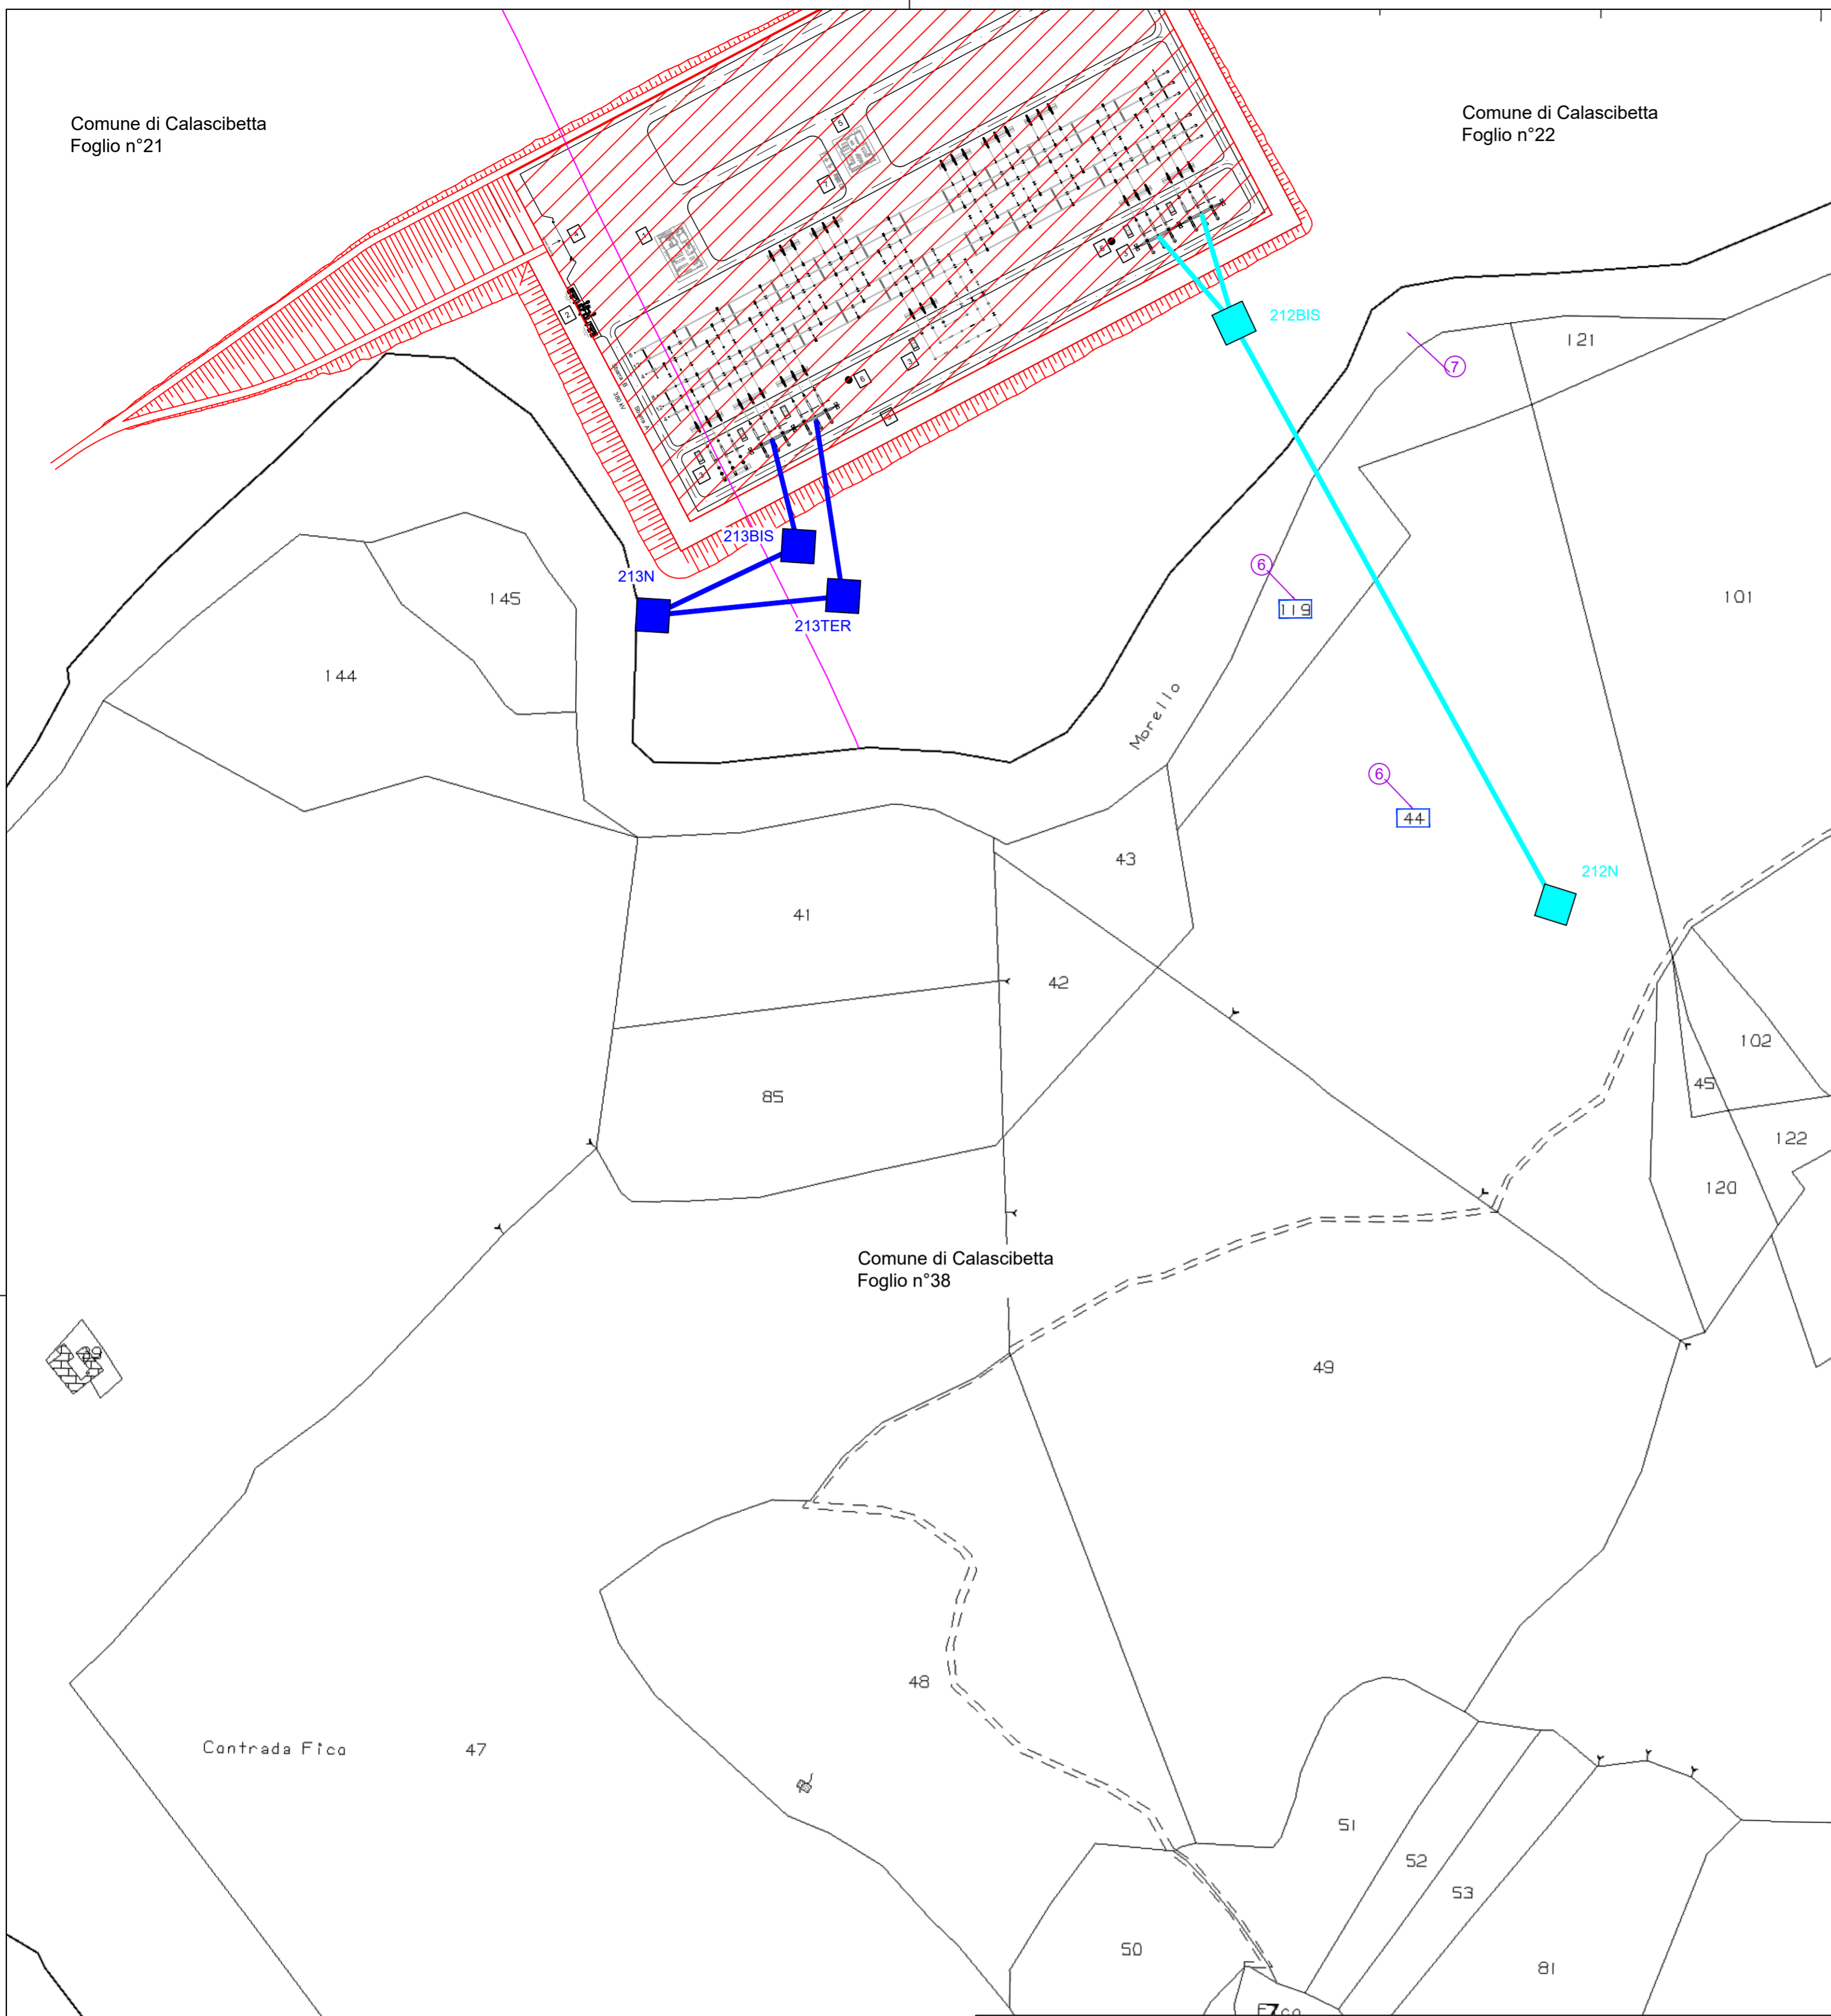 Comune di Calascibetta
Foglio n°21
Comune di Calascibetta
Foglio n°22
212BIS
121
7
213BIS
213N
6
119
101
145
213TER
144
Morello
6
44
43
212N
41
42
102
45
85
122
120
Comune di Calascibetta
Foglio n°38
49
48
Contrada Fico
47
51
52
53
50
81